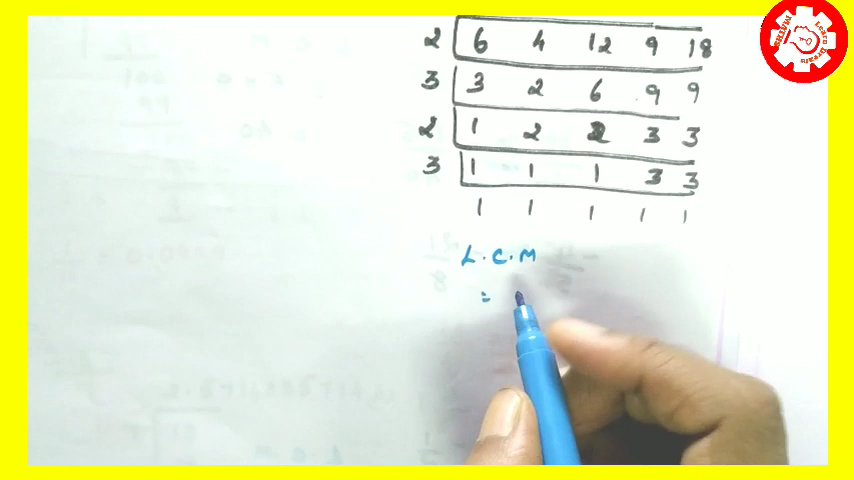 2 6 4 12 9 18
3 3 2 6 9 9
2 1 2 2 3 3
3 1 1 1 3 3
1 1 1 1 1
L.C.M
=